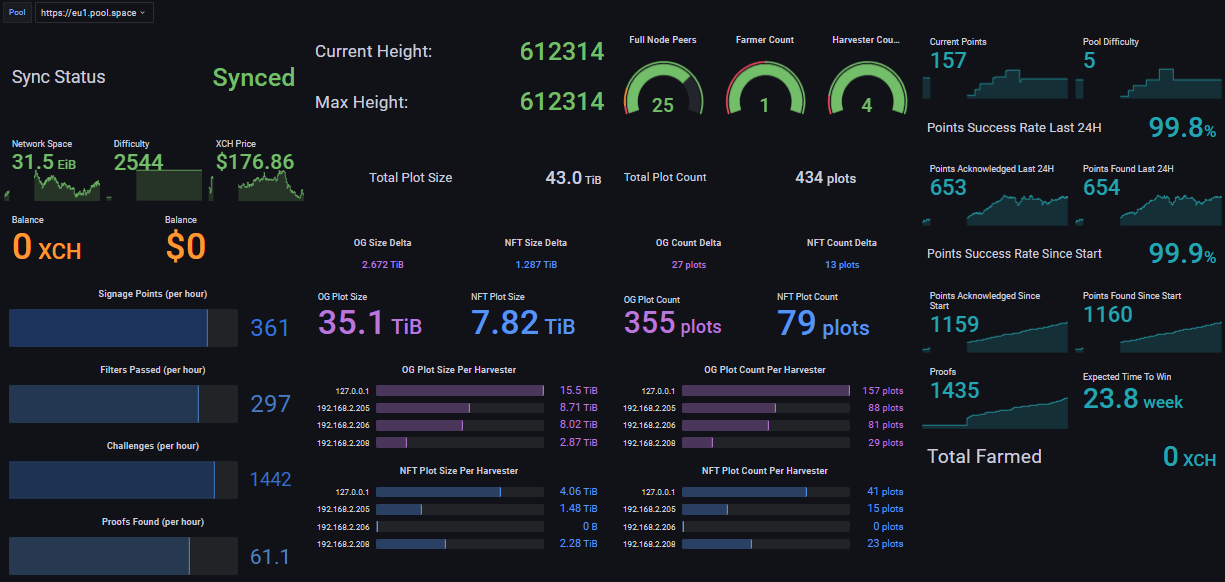 Pool https://eu1.pool.space
Sync Status Synced
Current Height: 612314
Max Height: 612314
Full Node Peers Farmer Count Harvester Cou...
25 1 4
Network Space Difficulty XCH Price
31.5 EiB 2544 $176.86
Total Plot Size 43.0 TiB Total Plot Count 434 plots
Balance Balance
0 XCH $0
OG Size Delta NFT Size Delta OG Count Delta NFT Count Delta
2.672 TiB 1.287 TiB 27 plots 13 plots
OG Plot Size NFT Plot Size OG Plot Count NFT Plot Count
35.1 TiB 7.82 TiB 355 plots 79 plots
Signage Points (per hour)
361
Filters Passed (per hour)
297
Challenges (per hour)
1442
Proofs Found (per hour)
61.1
OG Plot Size Per Harvester
127.0.0.1 15.5 TiB
192.168.2.205 8.71 TiB
192.168.2.206 8.02 TiB
192.168.2.208 2.87 TiB
OG Plot Count Per Harvester
127.0.0.1 157 plots
192.168.2.205 88 plots
192.168.2.206 81 plots
192.168.2.208 29 plots
NFT Plot Size Per Harvester
127.0.0.1 4.06 TiB
192.168.2.205 1.48 TiB
192.168.2.206 0 B
192.168.2.208 2.28 TiB
NFT Plot Count Per Harvester
127.0.0.1 41 plots
192.168.2.205 15 plots
192.168.2.206 0 plots
192.168.2.208 23 plots
Current Points Pool Difficulty
157 5
Points Success Rate Last 24H 99.8%
Points Acknowledged Last 24H Points Found Last 24H
653 654
Points Success Rate Since Start 99.9%
Points Acknowledged Since
Start
1159
Points Found Since Start
1160
Proofs
1435
Expected Time To Win
23.8 week
Total Farmed 0 XCH